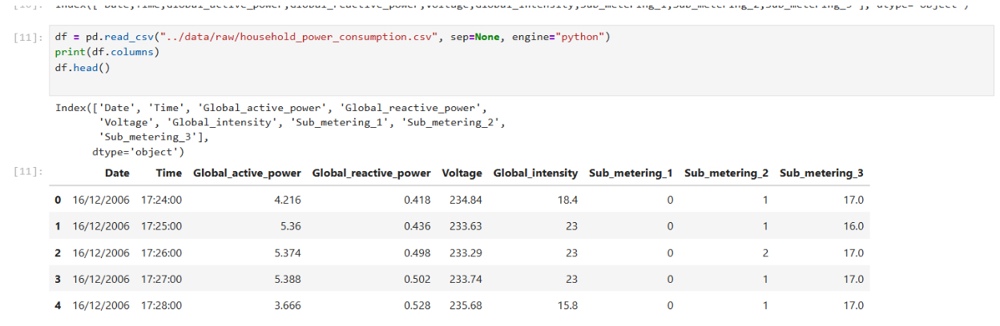 [11]: df = pd.read_csv("../data/raw/household_power_consumption.csv", sep=None, engine="python")
print(df.columns)
df.head()
Index(['Date', 'Time', 'Global_active_power', 'Global_reactive_power',
'Voltage', 'Global_intensity', 'Sub_metering_1', 'Sub_metering_2',
'Sub_metering_3'],
dtype='object')
[11]: Date Time Global_active_power Global_reactive_power Voltage Global_intensity Sub_metering_1 Sub_metering_2 Sub_metering_3
0 16/12/2006 17:24:00 4.216 0.418 234.84 18.4 0 1 17.0
1 16/12/2006 17:25:00 5.36 0.436 233.63 23 0 1 16.0
2 16/12/2006 17:26:00 5.374 0.498 233.29 23 0 2 17.0
3 16/12/2006 17:27:00 5.388 0.502 233.74 23 0 1 17.0
4 16/12/2006 17:28:00 3.666 0.528 235.68 15.8 0 1 17.0